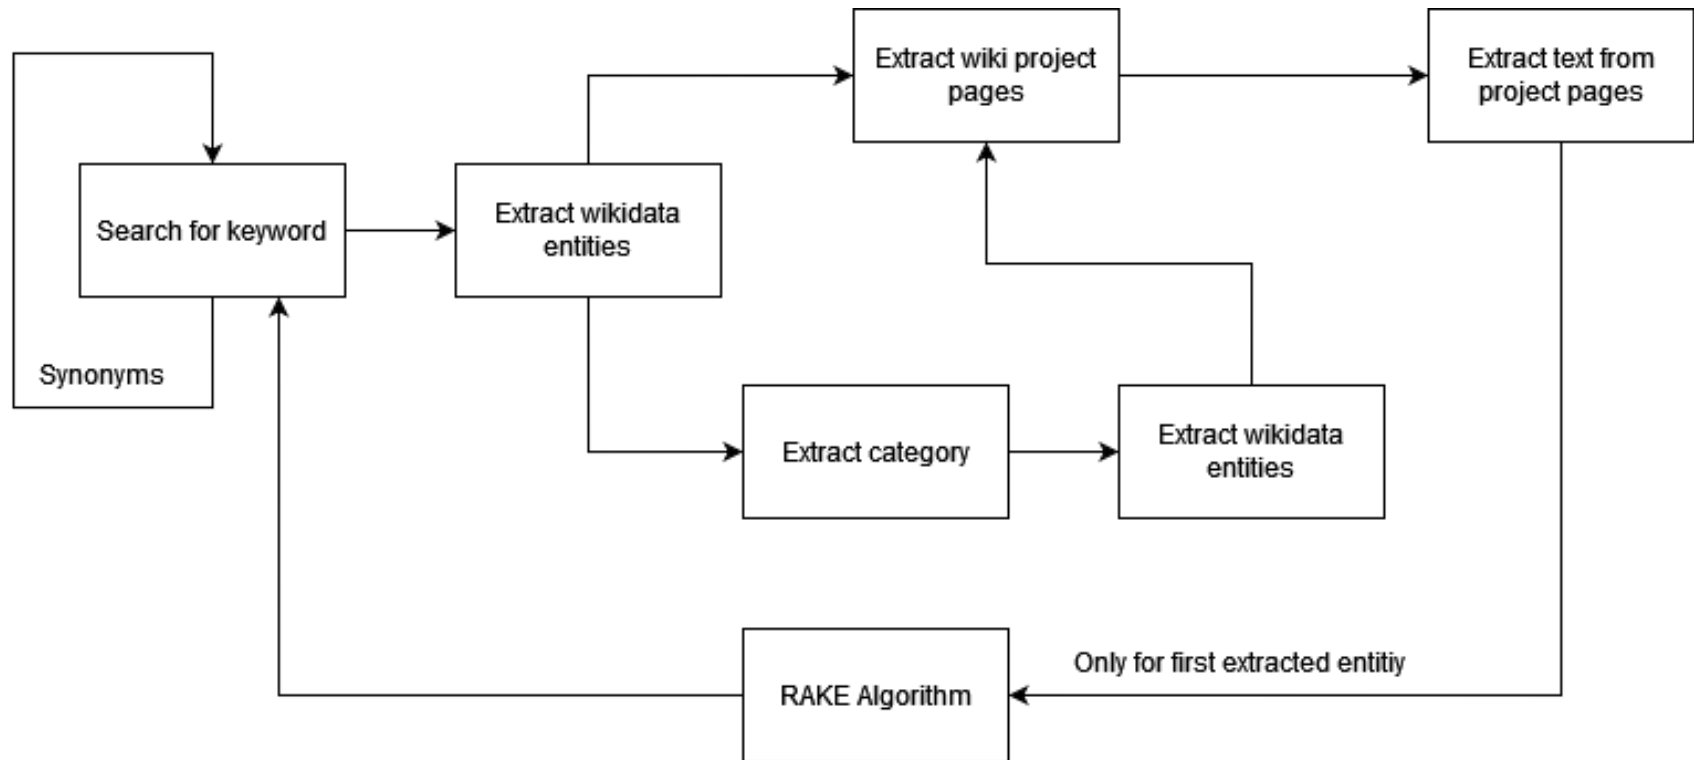 Extract wiki project
pages
Extract text from
project pages
Search for keyword
Extract wikidata
entities
Synonyms
Extract category
Extract wikidata
entities
Only for first extracted entitiy
RAKE Algorithm